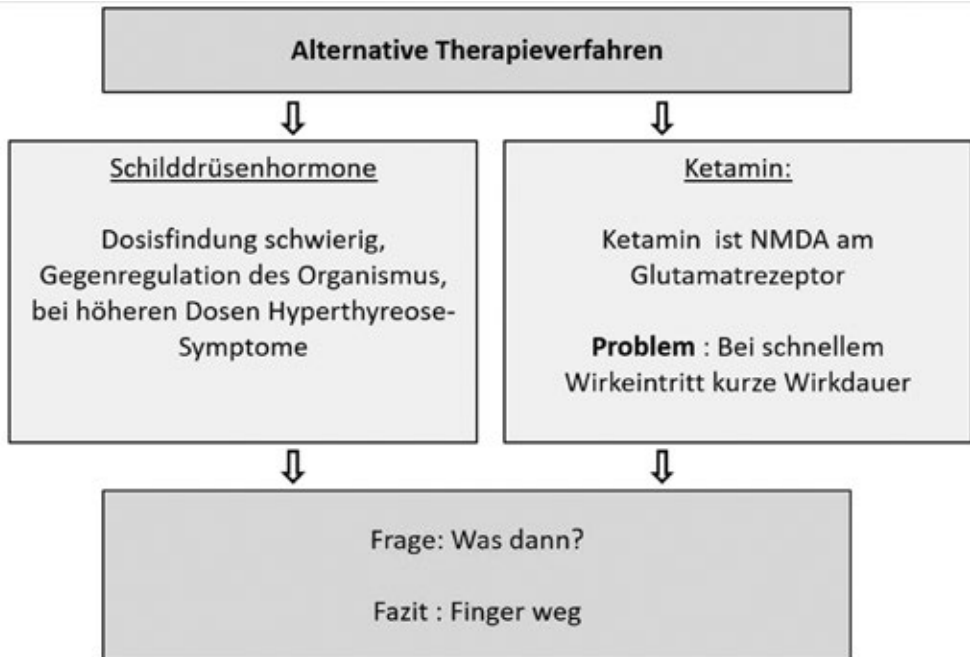 Alternative Therapieverfahren
Schilddrüsenhormone
Dosisfindung schwierig,
Gegenregulation des Organismus,
bei höheren Dosen Hyperthyreose-
Symptome
Ketamin:
Ketamin ist NMDA am
Glutamatrezeptor
Problem : Bei schnellem
Wirkeintritt kurze Wirkdauer
Frage: Was dann?
Fazit : Finger weg